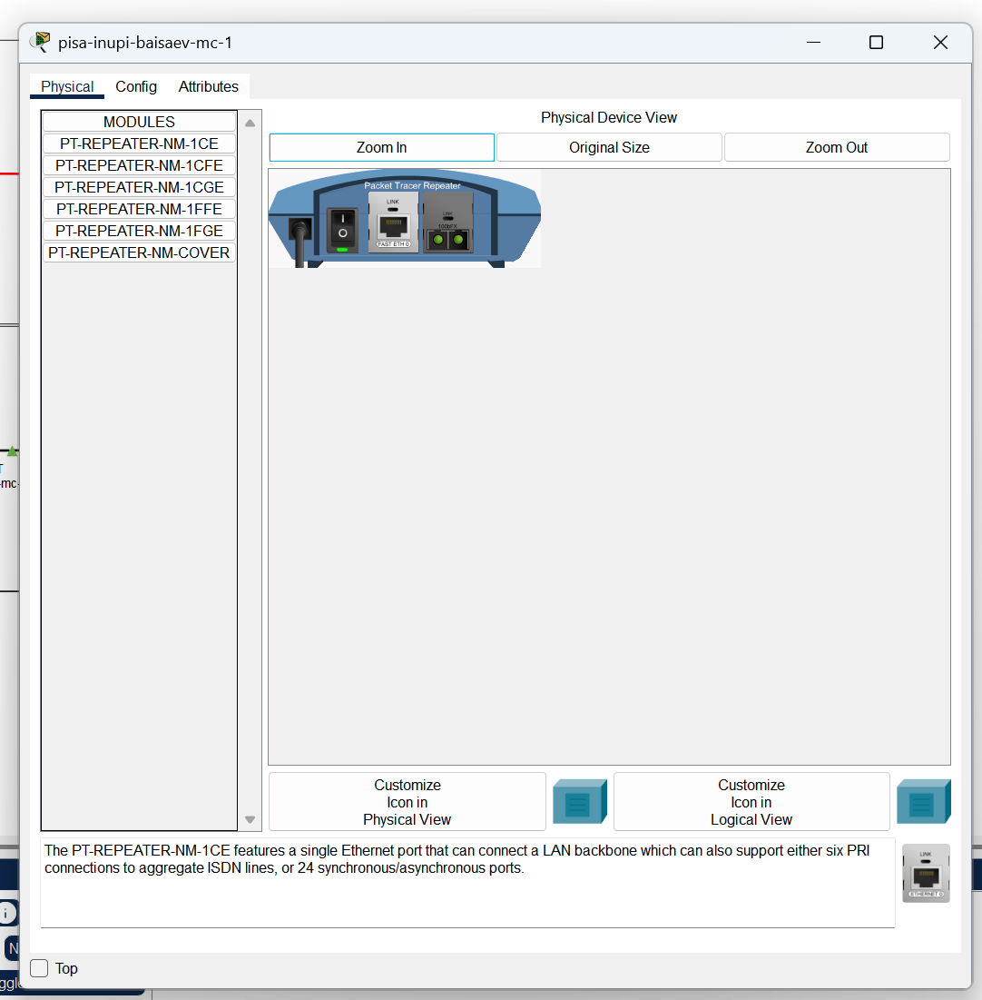 pisa-inupi-baisaev-mc-1
Physical
Config
Attributes
MODULES
PT-REPEATER-NM-1CE
PT-REPEATER-NM-1CFE
PT-REPEATER-NM-1CGE
PT-REPEATER-NM-1FFE
PT-REPEATER-NM-1FGE
PT-REPEATER-NM-COVER
Physical Device View
Zoom In
Original Size
Zoom Out
Packet Tracer Repeater
LINK
FAST ETH 0
LINK
100bFX
T
-mc-
Customize
Icon in
Physical View
Customize
Icon in
Logical View
The PT-REPEATER-NM-1CE features a single Ethernet port that can connect a LAN backbone which can also support either six PRI
connections to aggregate ISDN lines, or 24 synchronous/asynchronous ports.
LINK
ETHERNET 0
N
ggle
Top